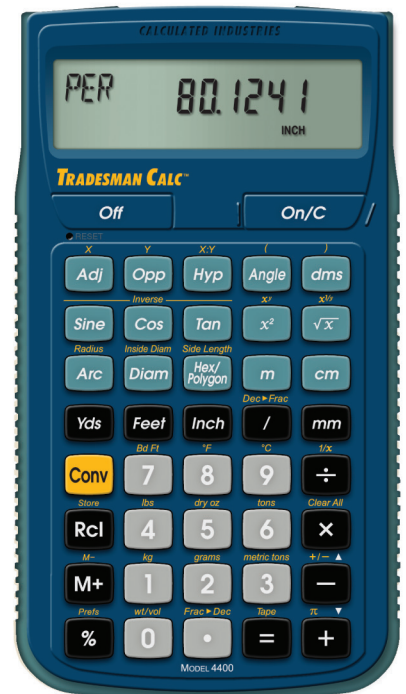 CALCULATED INDUSTRIES
PER 80.1241
INCH
TRADESMAN CALC™
Off On/C
RESET
X Y X:Y ( )
Adj Opp Hyp Angle dms
Inverse xʸ x¹/ʸ
Sine Cos Tan x² √x
Radius Inside Diam Side Length
Arc Diam Hex/ m cm
Polygon
Dec►Frac
Yds Feet Inch / mm
Bd Ft °F °C 1/x
Conv 7 8 9 ÷
Store lbs dry oz tons Clear All
Rcl 4 5 6 ×
M- kg grams metric tons +/− ▲
M+ 1 2 3 −
Prefs wt/vol Frac►Dec Tape π ▼
% 0 • = +
MODEL 4400